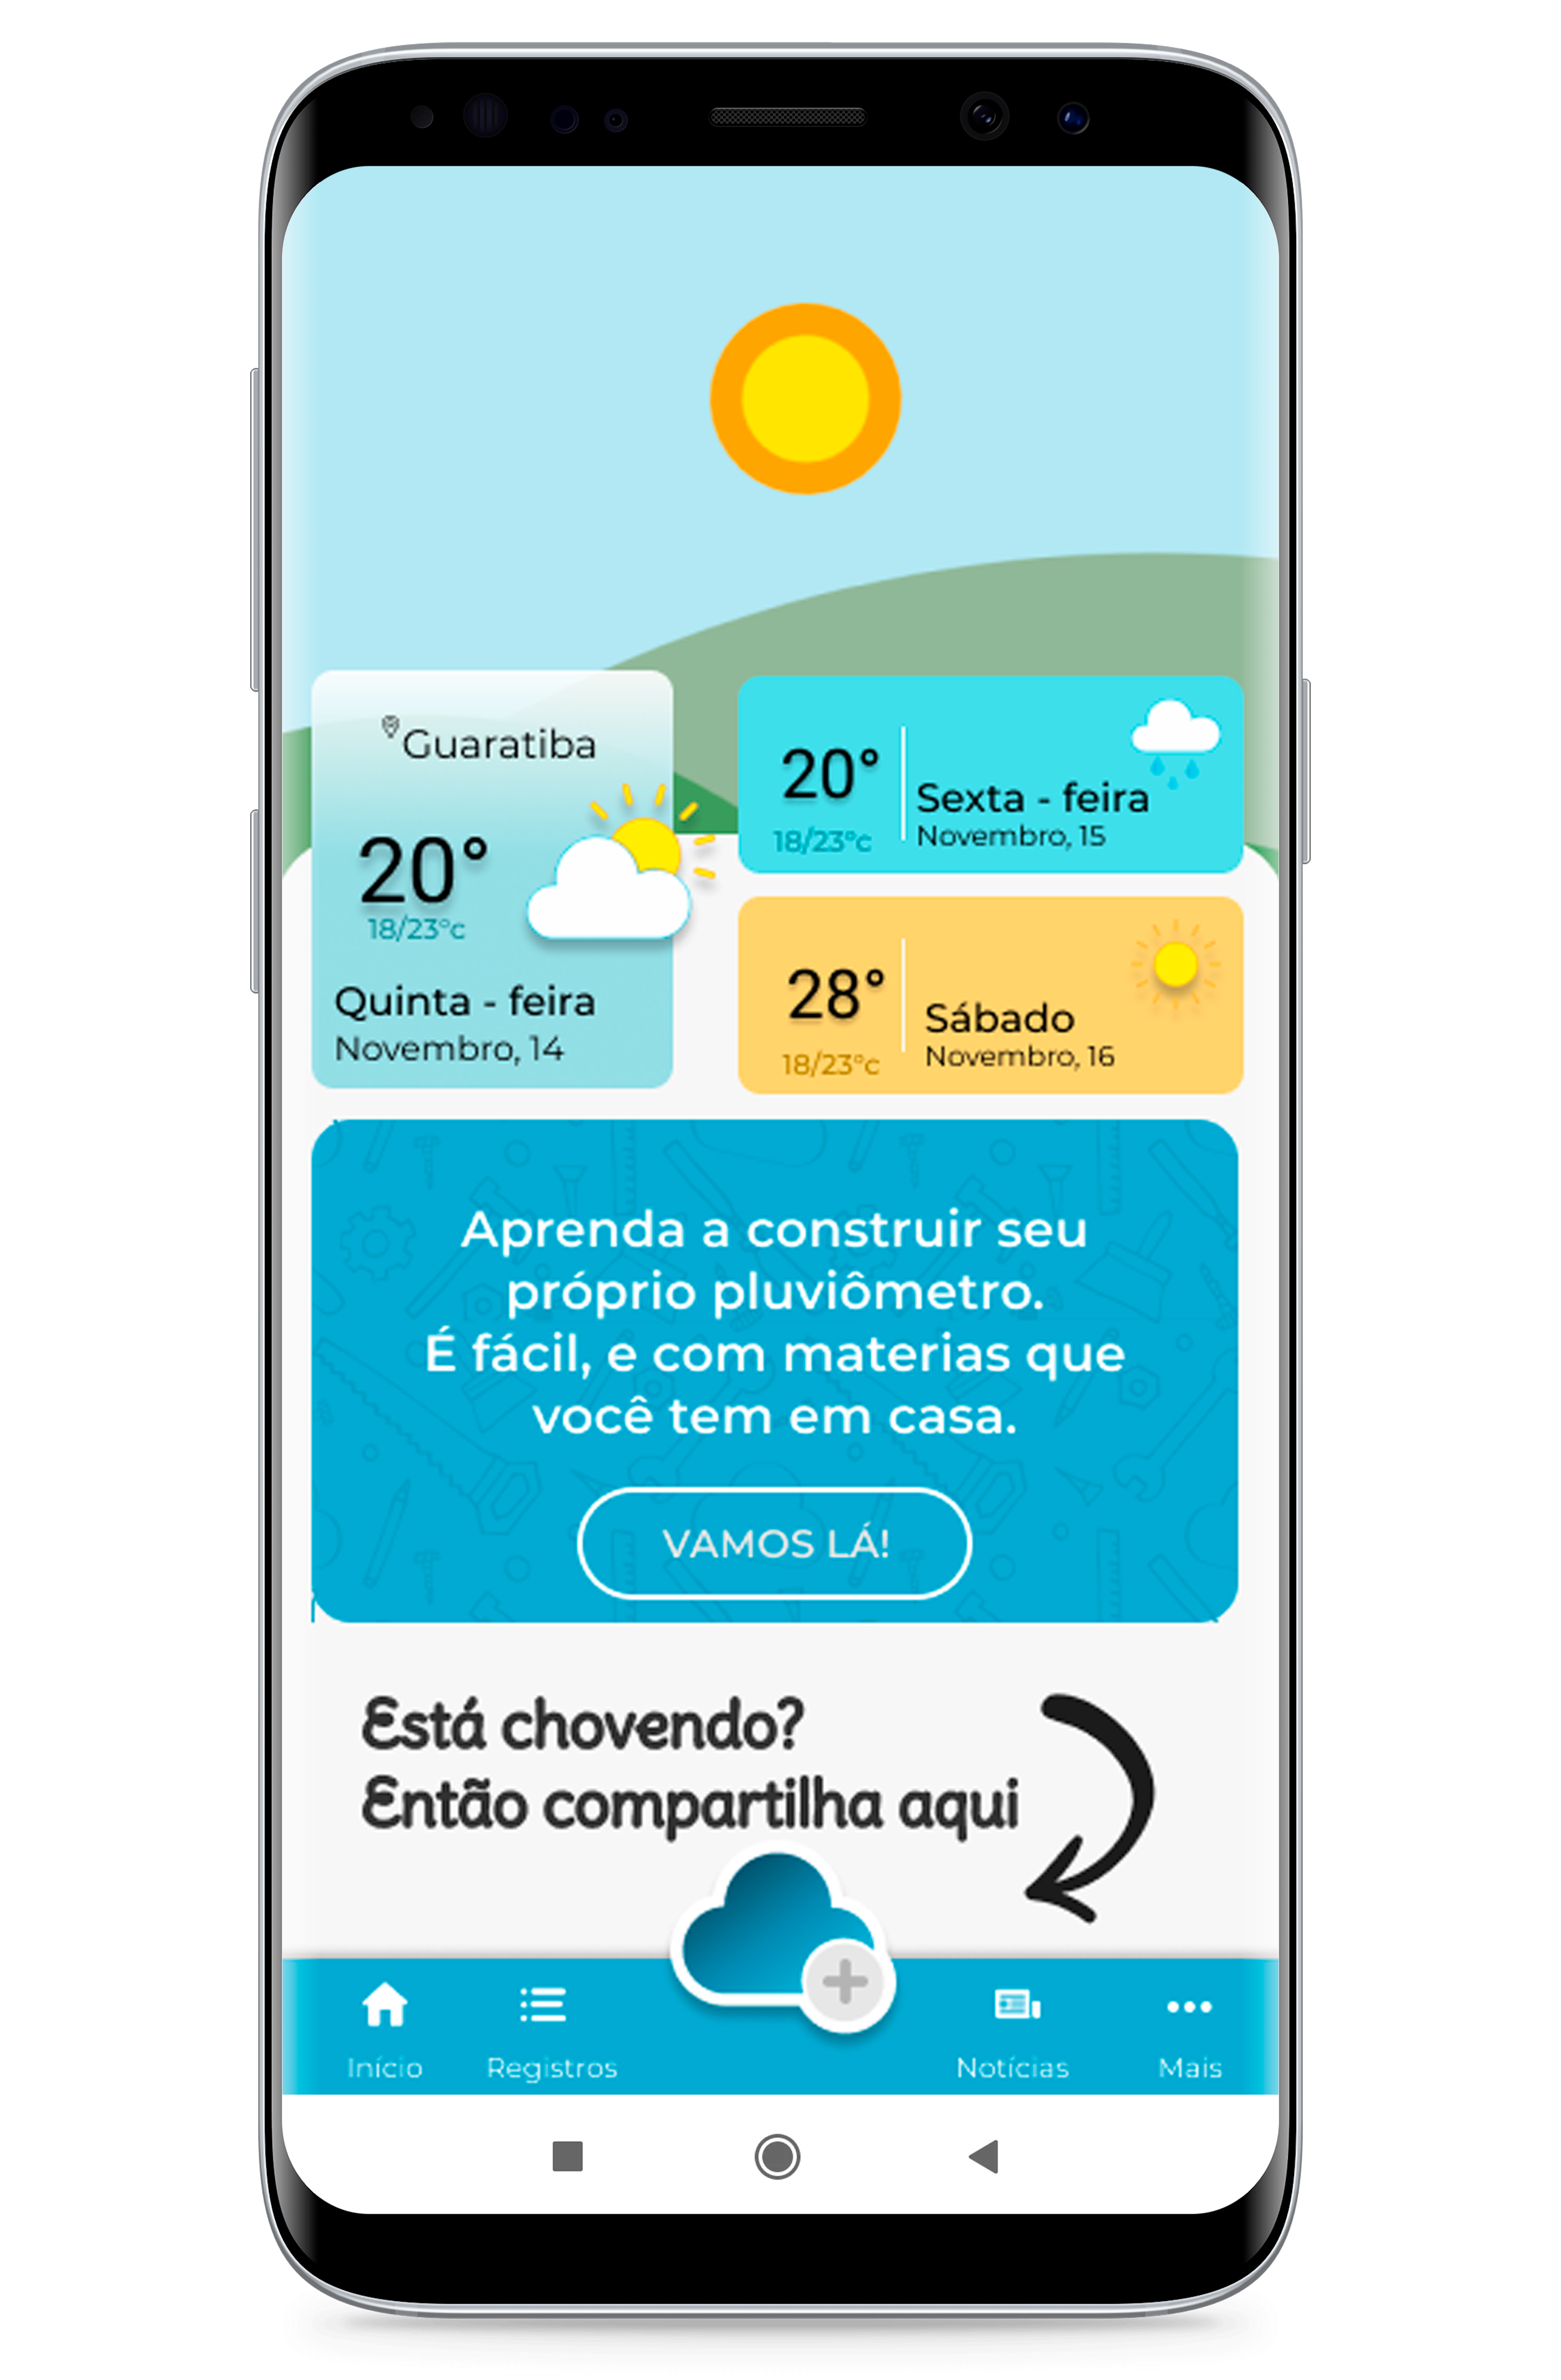 Guaratiba
20°
18/23°c
Quinta - feira
Novembro, 14
20°
18/23°c
Sexta - feira
Novembro, 15
28°
18/23°c
Sábado
Novembro, 16
Aprenda a construir seu
próprio pluviômetro.
É fácil, e com materias que
você tem em casa.
VAMOS LÁ!
Está chovendo?
Então compartilha aqui
Início
Registros
Notícias
Mais